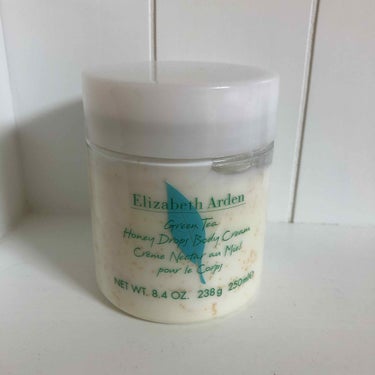 Elizabeth Arden
Green Tea
Honey Drops Body Cream
Crème Nectar au Miel
pour le Corps
NET WT. 8.4 OZ. 238g 250ml℮